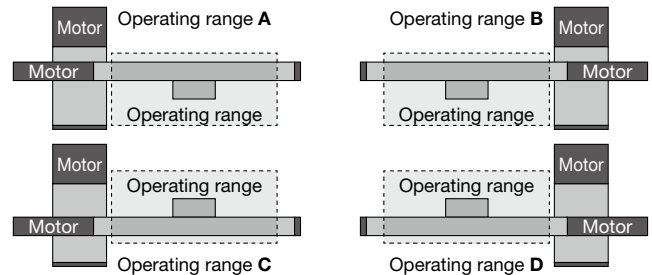 Motor Operating range A
Motor
Operating range
Operating range B Motor
Motor
Operating range
Motor
Operating range
Motor
Operating range C
Motor
Operating range
Motor
Operating range D